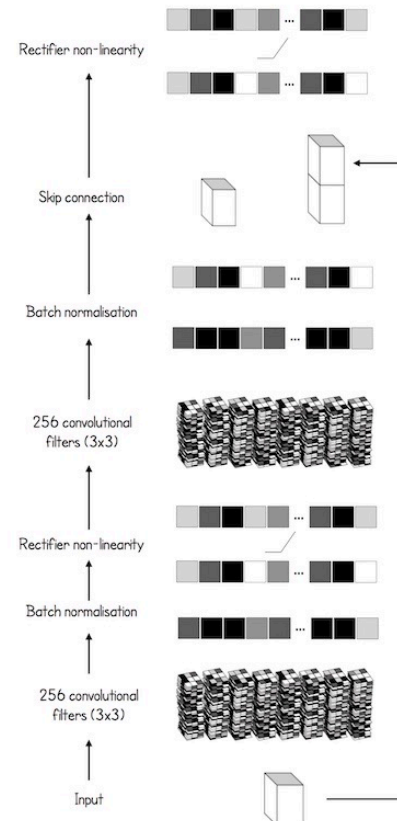 Rectifier non-linearity
Skip connection
Batch normalisation
256 convolutional
filters (3x3)
Rectifier non-linearity
Batch normalisation
256 convolutional
filters (3x3)
Input